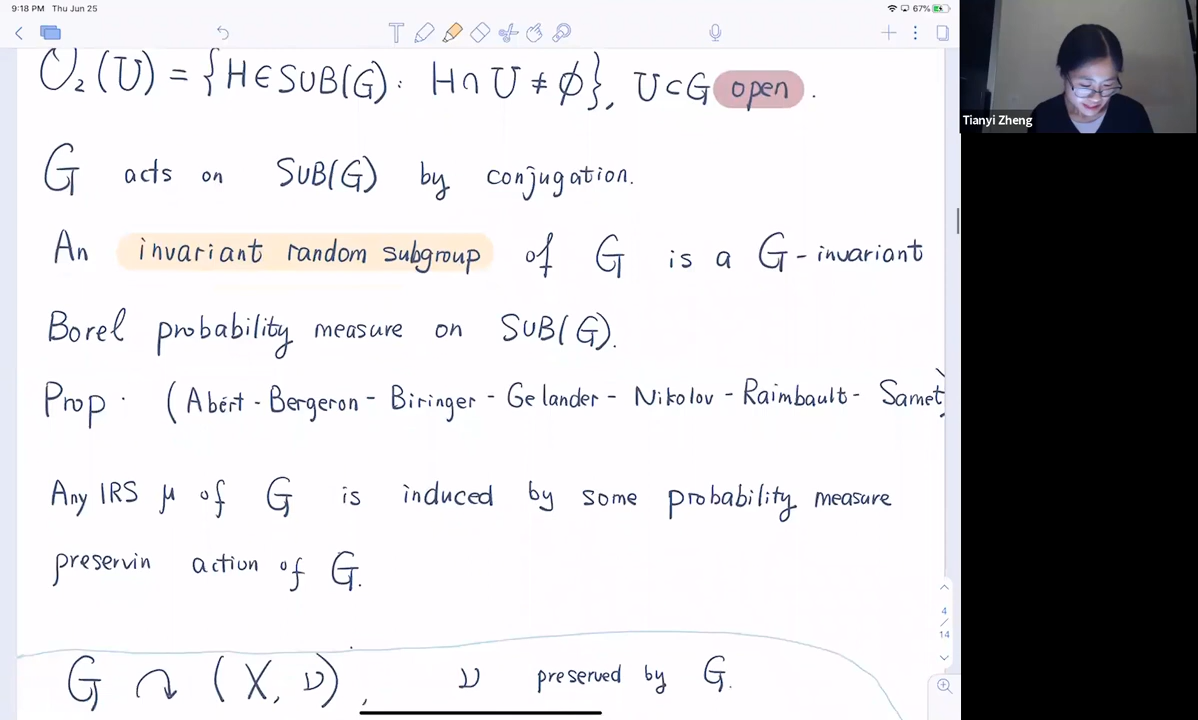 9:18 PM Thu Jun 25
67%
O₂(U) = {H∈SUB(G): H∩U ≠ ∅}, U⊂G open.
G acts on SUB(G) by conjugation.
An invariant random subgroup of G is a G-invariant
Borel probability measure on SUB(G).
Prop. (Abért - Bergeron - Biringer - Gelander - Nikolov - Raimbault - Samet)
Any IRS μ of G is induced by some probability measure
preservin action of G.
G ↷ (X, ν), ν preserved by G.
4
/
14
Tianyi Zheng